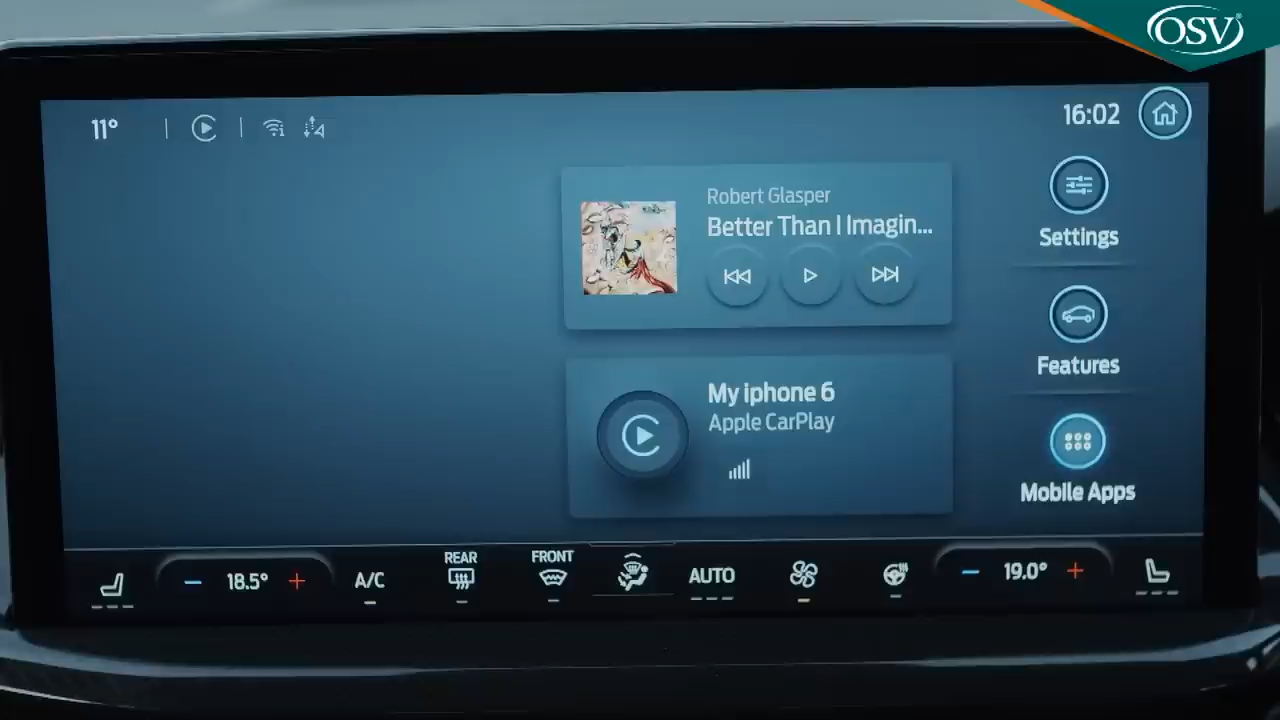 OSV
11°
16:02
Robert Glasper
Better Than I Imagin...
Settings
Features
My iphone 6
Apple CarPlay
Mobile Apps
REAR
FRONT
18.5°
A/C
AUTO
19.0°